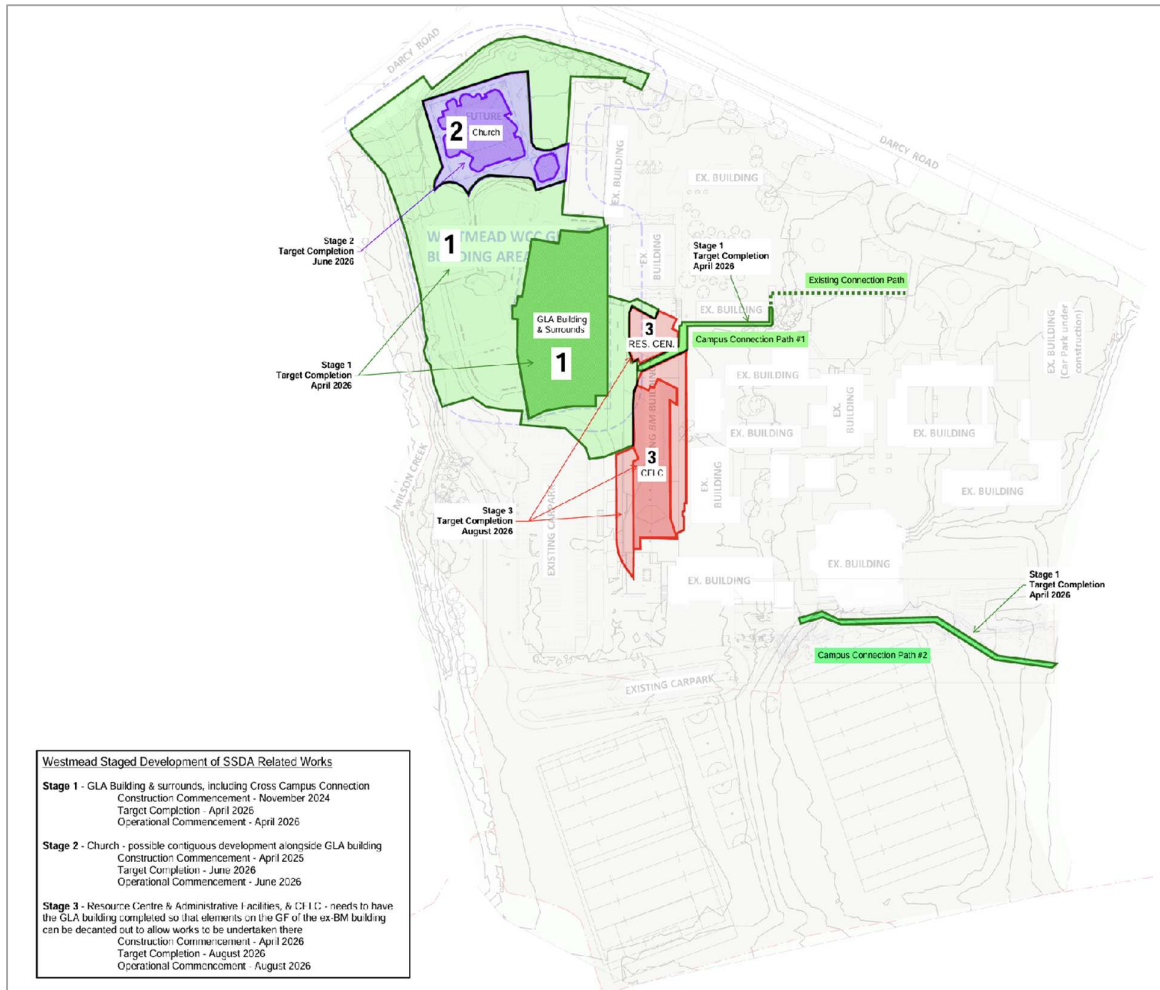 DARCY ROAD
FUTURE
2
Church
DARCY ROAD
EX. BUILDING
EX. BUILDING
EX. BUILDING
Stage 2
Target Completion
June 2026
1
WESTMEAD WCC
BUILDING AREA
EX. BUILDING
Stage 1
Target Completion
April 2026
Existing Connection Path
EX. BUILDING
GLA Building
& Surrounds
1
3
RES. CEN.
Campus Connection Path #1
EX. BUILDING
(Car Park under
construction)
Stage 1
Target Completion
April 2026
EX. BUILDING
EX. BUILDING
EX. BUILDING
EX. BUILDING
BM BUILDING
3
CELC
EX. BUILDING
EX. BUILDING
MILSON CREEK
EXISTING CARPARK
Stage 3
Target Completion
August 2026
EX. BUILDING
EX. BUILDING
Stage 1
Target Completion
April 2026
Campus Connection Path #2
EXISTING CARPARK
Westmead Staged Development of SSDA Related Works
Stage 1 - GLA Building & surrounds, including Cross Campus Connection
Construction Commencement - November 2024
Target Completion - April 2026
Operational Commencement - April 2026
Stage 2 - Church - possible contiguous development alongside GLA building
Construction Commencement - April 2025
Target Completion - June 2026
Operational Commencement - June 2026
Stage 3 - Resource Centre & Administrative Facilities, & CELC - needs to have
the GLA building completed so that elements on the GF of the ex-BM building
can be decanted out to allow works to be undertaken there
Construction Commencement - April 2026
Target Completion - August 2026
Operational Commencement - August 2026